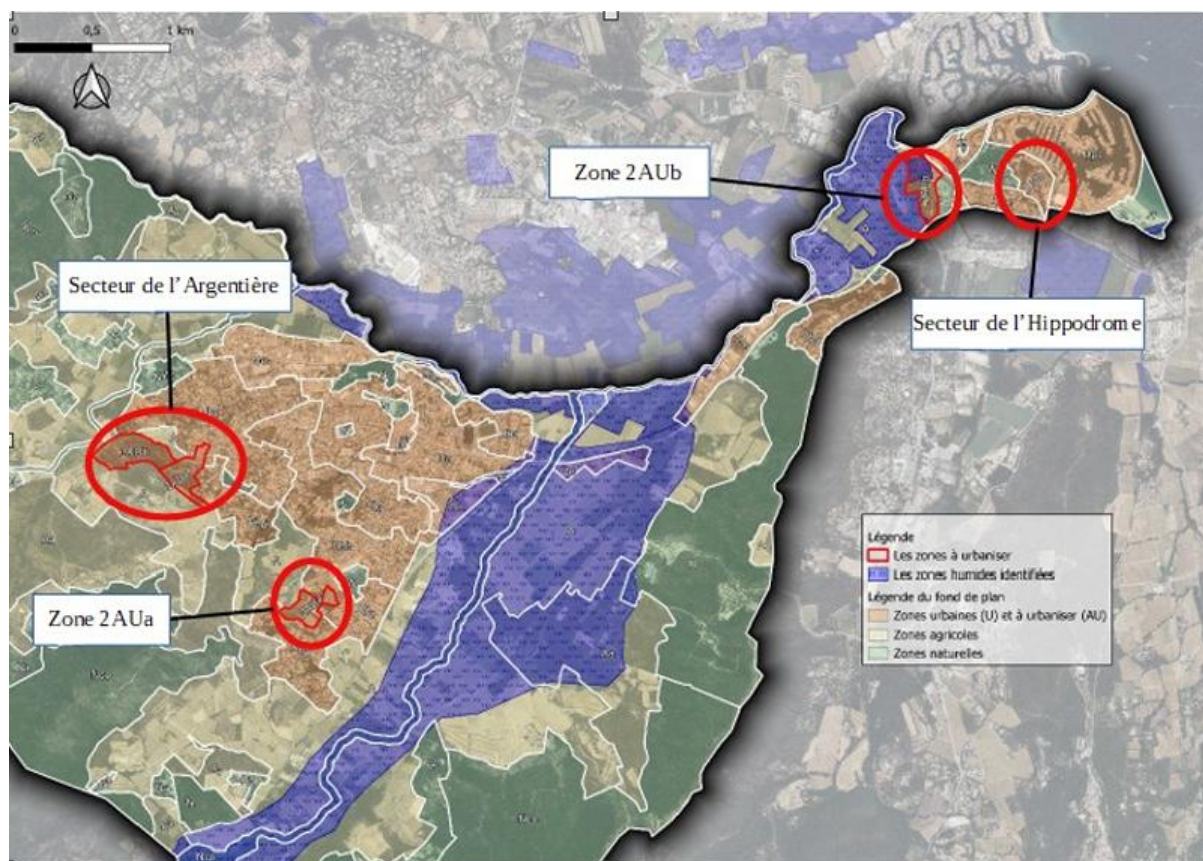 0
0,5
1 km
Zone 2AUb
Secteur de l'Argentière
Secteur de l'Hippodrome
Zone 2AUa
Légende
Les zones à urbaniser
Les zones humides identifiées
Légende du fond de plan
Zones urbaines (U) et à urbaniser (AU)
Zones agricoles
Zones naturelles